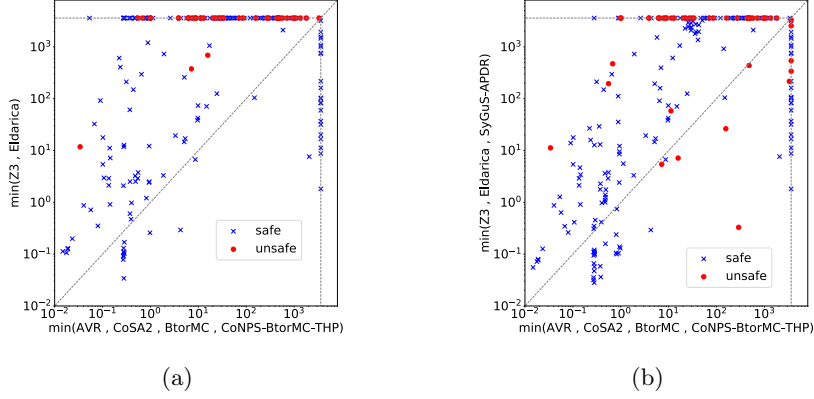 10³
10²
10¹
10⁰
10⁻¹
10⁻²
min(Z3 , Eldarica)
safe
unsafe
10⁻² 10⁻¹ 10⁰ 10¹ 10² 10³
min(AVR , CoSA2 , BtorMC , CoNPS-BtorMC-THP)
(a)
10³
10²
10¹
10⁰
10⁻¹
10⁻²
min(Z3 , Eldarica , SyGuS-APDR)
safe
unsafe
10⁻² 10⁻¹ 10⁰ 10¹ 10² 10³
min(AVR , CoSA2 , BtorMC , CoNPS-BtorMC-THP)
(b)